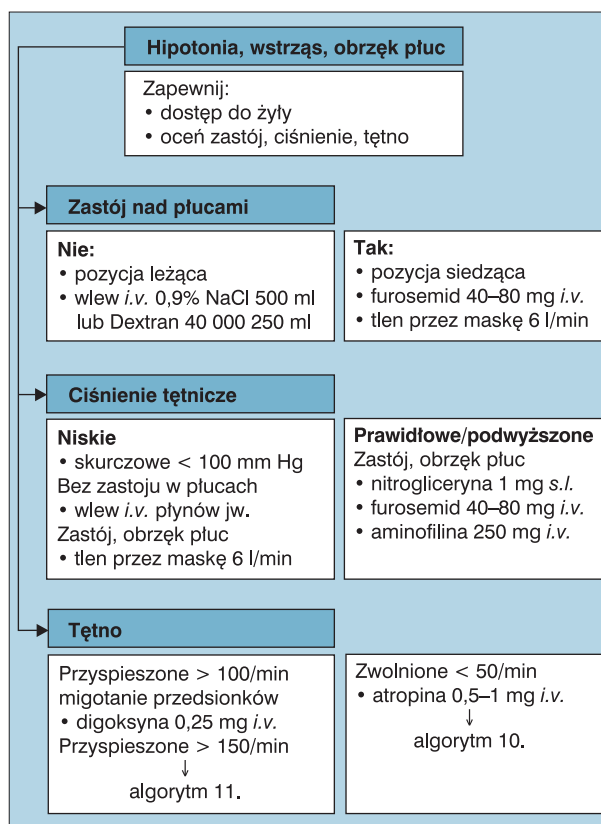 Hipotonia, wstrząs, obrzęk płuc
Zapewnij:
• dostęp do żyły
• oceń zastój, ciśnienie, tętno
Zastój nad płucami
Nie:
• pozycja leżąca
• wlew i.v. 0,9% NaCl 500 ml
lub Dextran 40 000 250 ml
Tak:
• pozycja siedząca
• furosemid 40–80 mg i.v.
• tlen przez maskę 6 l/min
Ciśnienie tętnicze
Niskie
• skurczowe < 100 mm Hg
Bez zastoju w płucach
• wlew i.v. płynów jw.
Zastój, obrzęk płuc
• tlen przez maskę 6 l/min
Prawidłowe/podwyższone
Zastój, obrzęk płuc
• nitrogliceryna 1 mg s.l.
• furosemid 40–80 mg i.v.
• aminofilina 250 mg i.v.
Tętno
Przyspieszone > 100/min
migotanie przedsionków
• digoksyna 0,25 mg i.v.
Przyspieszone > 150/min
↓
algorytm 11.
Zwolnione < 50/min
• atropina 0,5–1 mg i.v.
↓
algorytm 10.